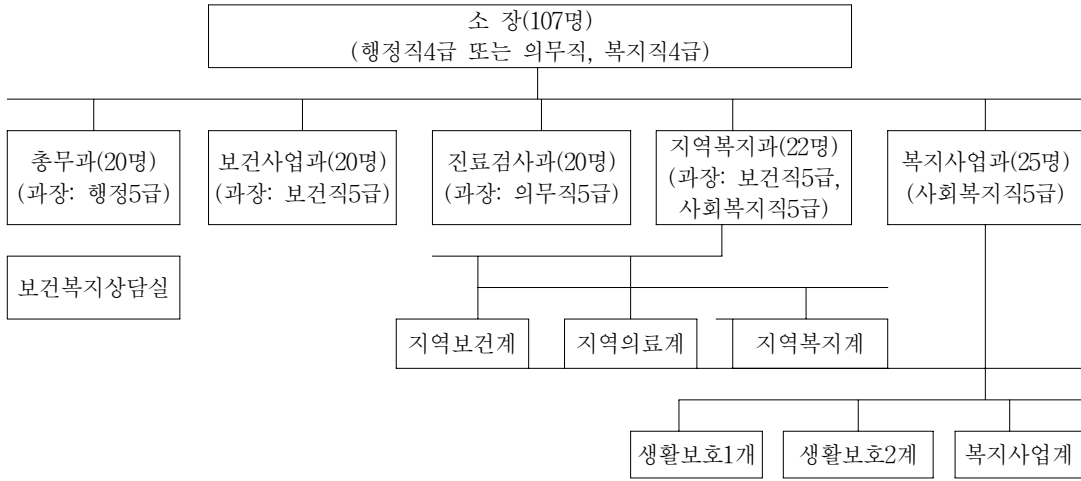 소 장(107명)
(행정직4급 또는 의무직, 복지직4급)
총무과(20명)
(과장: 행정5급)
보건사업과(20명)
(과장: 보건직5급)
진료검사과(20명)
(과장: 의무직5급)
지역복지과(22명)
(과장: 보건직5급,
사회복지직5급)
복지사업과(25명)
(사회복지직5급)
보건복지상담실
지역보건계
지역의료계
지역복지계
생활보호1개
생활보호2계
복지사업계